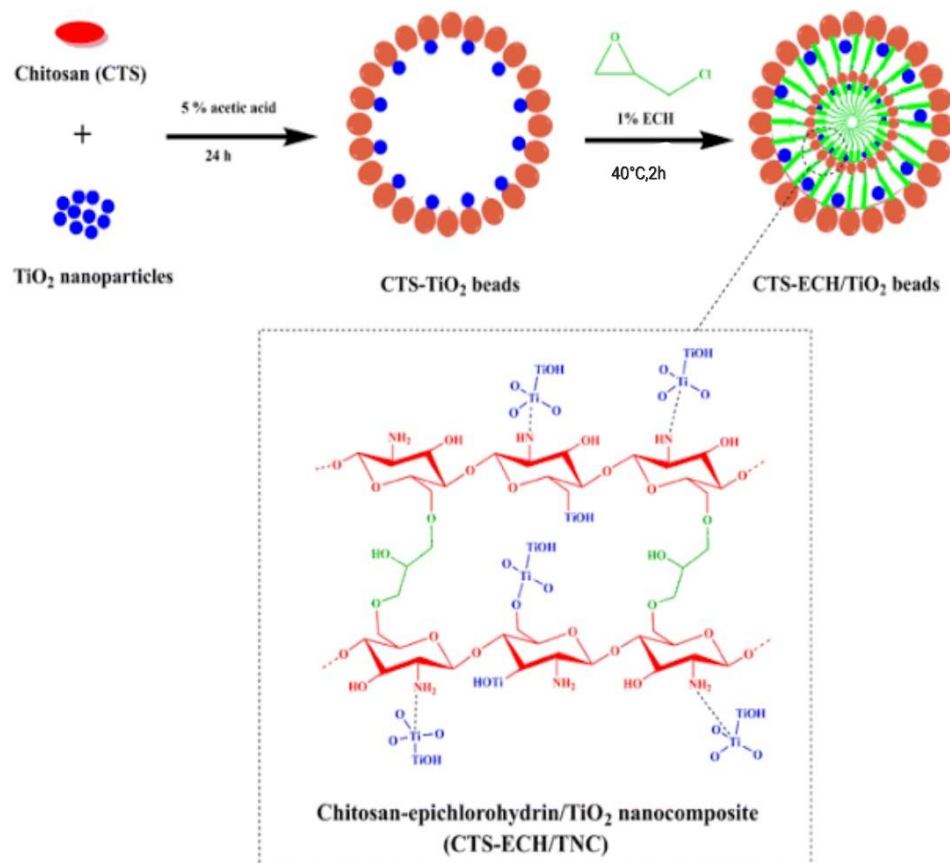 Chitosan (CTS)
+
TiO₂ nanoparticles
5 % acetic acid
24 h
CTS-TiO₂ beads
O
Cl
1% ECH
40°C,2h
CTS-ECH/TiO₂ beads
TiOH
O Ti O
O O
TiOH
O Ti O
O O
NH₂ OH HN OH HN OH
O O O O
O O O
TiOH
O O
HO TiOH HO
Ti O
O
O O O
O O O
O O O O
HO NH₂ HOTi NH₂ HO NH₂
O
O Ti O
TiOH
TiOH
O Ti
O O
Chitosan-epichlorohydrin/TiO₂ nanocomposite
(CTS-ECH/TNC)